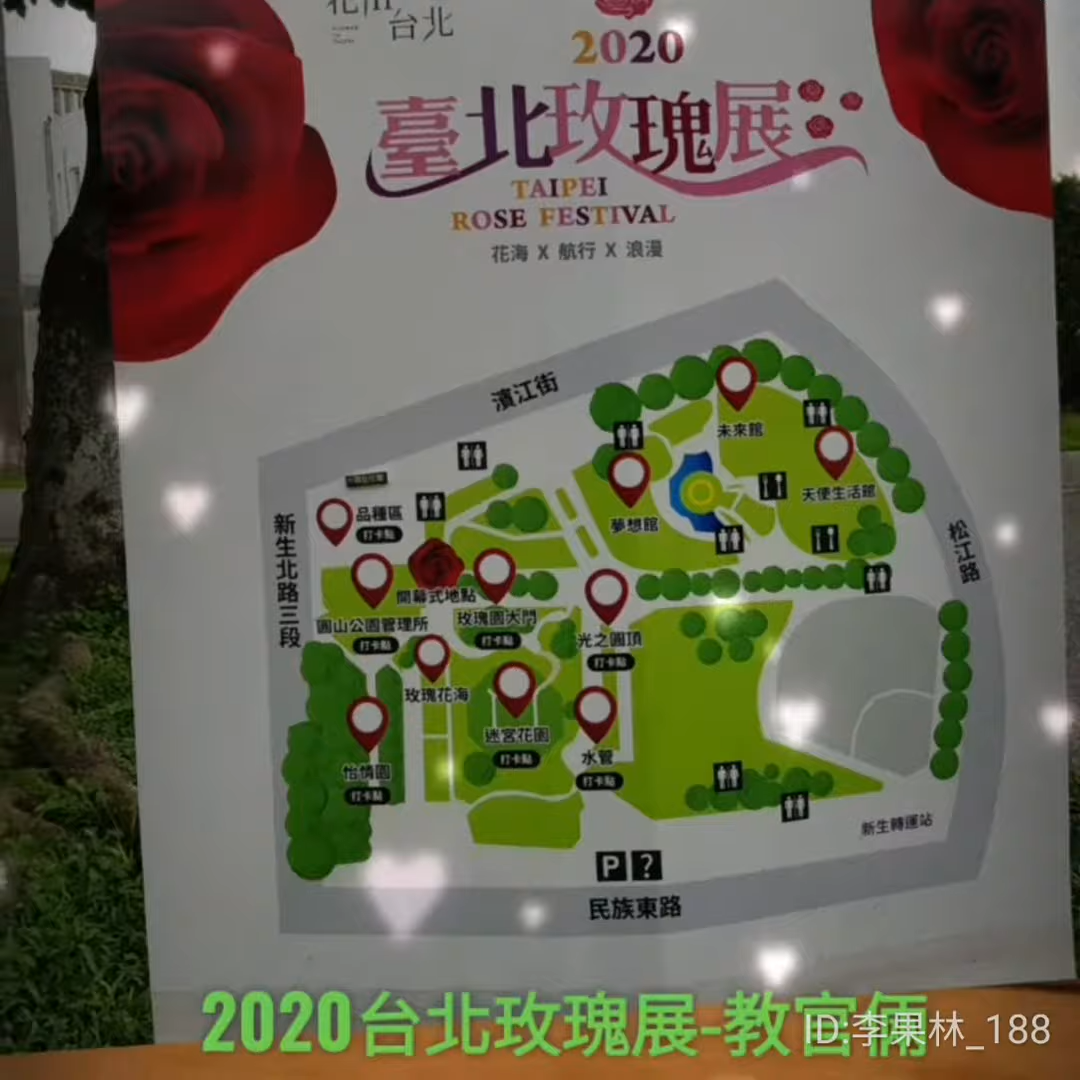 台北
2020
臺北玫瑰展
TAIPEI
ROSE FESTIVAL
花海 X 航行 X 浪漫
濱江街
未來館
天使生活館
夢想館
品種區
打卡點
新生北路三段
松江路
開幕式地點
玫瑰園大門
打卡點
圓山公園管理所
打卡點
光之圓頂
打卡點
玫瑰花海
迷宮花園
打卡點
水管
打卡點
怡情園
打卡點
新生轉運站
P ?
民族東路
2020台北玫瑰展-教官俩
ID:李果林_188